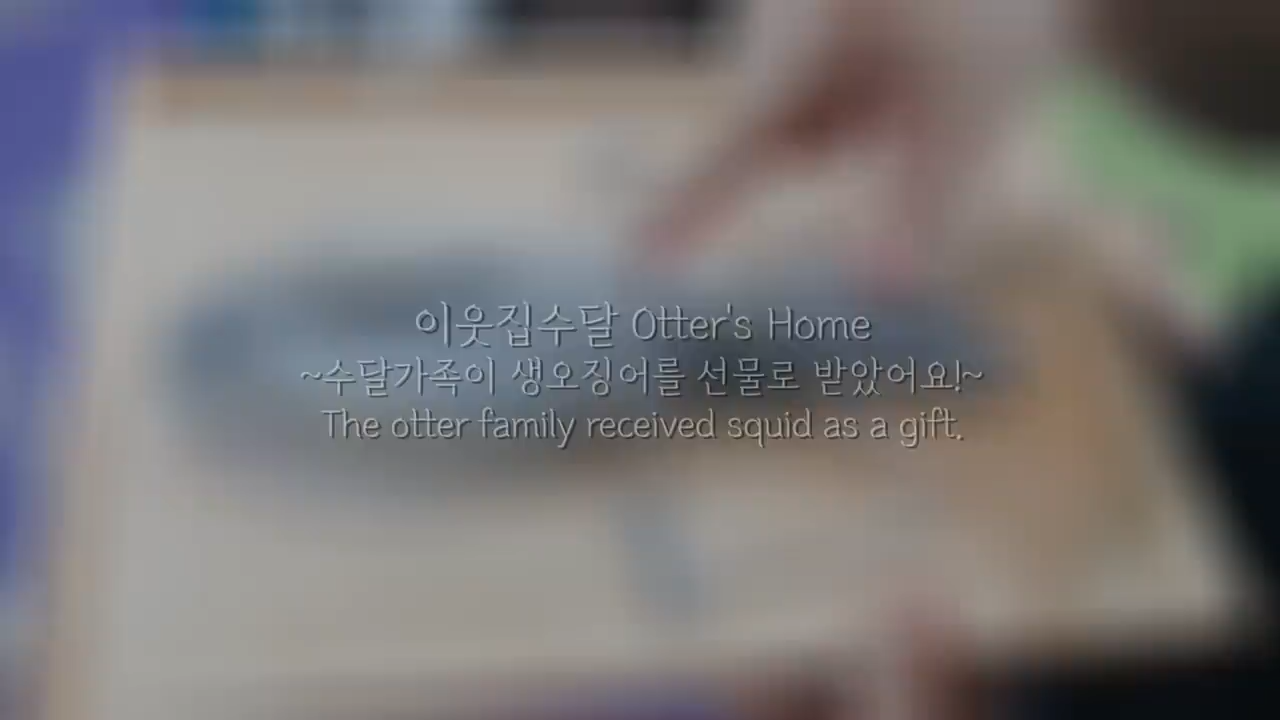 이웃집수달 Otter's Home
~수달가족이 생오징어를 선물로 받았어요!~
The otter family received squid as a gift.